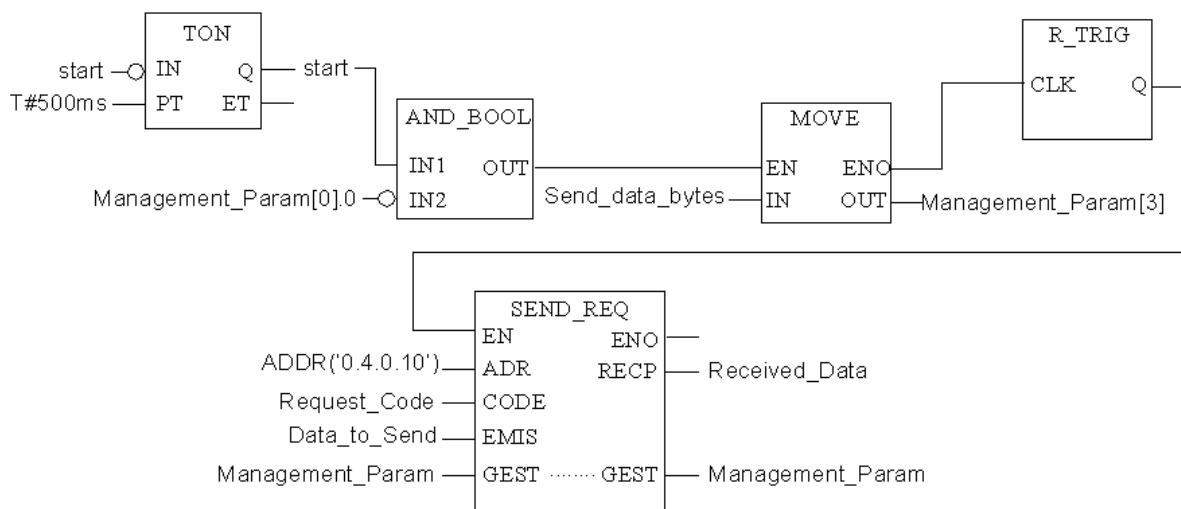 TON
start IN Q start
T#500ms PT ET
AND_BOOL
IN1 OUT
Management_Param[0].0 IN2
MOVE
EN ENO
Send_data_bytes IN OUT Management_Param[3]
R_TRIG
CLK Q
SEND_REQ
EN ENO
ADDR('0.4.0.10') ADR RECP Received_Data
Request_Code CODE
Data_to_Send EMIS
Management_Param GEST ....... GEST Management_Param